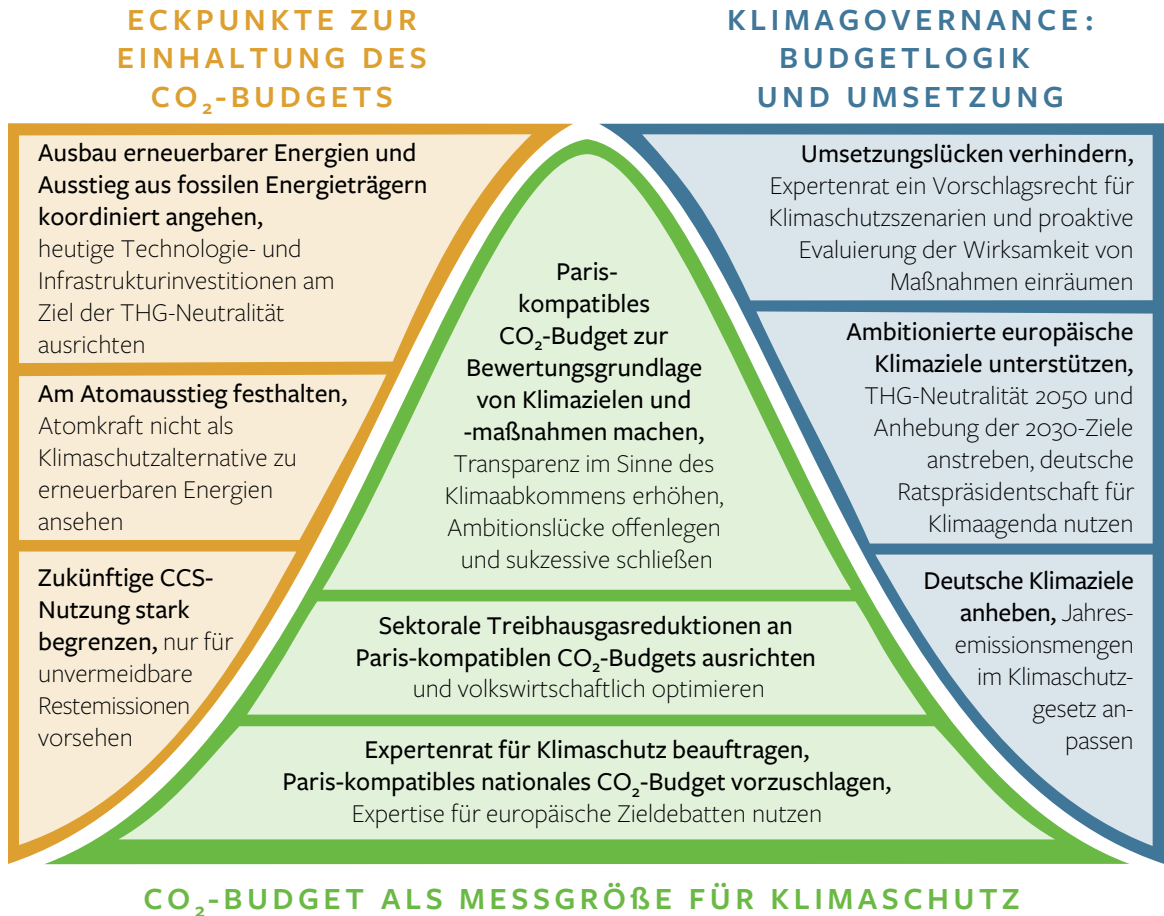 ECKPUNKTE ZUR
EINHALTUNG DES
CO₂-BUDGETS
Ausbau erneuerbarer Energien und
Ausstieg aus fossilen Energieträgern
koordiniert angehen,
heutige Technologie- und
Infrastrukturinvestitionen am
Ziel der THG-Neutralität
ausrichten
Am Atomausstieg festhalten,
Atomkraft nicht als
Klimaschutzalternative zu
erneuerbaren Energien
ansehen
Zukünftige CCS-
Nutzung stark
begrenzen, nur für
unvermeidbare
Restemissionen
vorsehen
Paris-
kompatibles
CO₂-Budget zur
Bewertungsgrundlage
von Klimazielen und
-maßnahmen machen,
Transparenz im Sinne des
Klimaabkommens erhöhen,
Ambitionslücke offenlegen
und sukzessive schließen
Sektorale Treibhausgasreduktionen an
Paris-kompatiblen CO₂-Budgets ausrichten
und volkswirtschaftlich optimieren
Expertenrat für Klimaschutz beauftragen,
Paris-kompatibles nationales CO₂-Budget vorzuschlagen,
Expertise für europäische Zieldebatten nutzen
KLIMAGOVERNANCE:
BUDGETLOGIK
UND UMSETZUNG
Umsetzungslücken verhindern,
Expertenrat ein Vorschlagsrecht für
Klimaschutzszenarien und proaktive
Evaluierung der Wirksamkeit von
Maßnahmen einräumen
Ambitionierte europäische
Klimaziele unterstützen,
THG-Neutralität 2050 und
Anhebung der 2030-Ziele
anstreben, deutsche
Ratspräsidentschaft für
Klimaagenda nutzen
Deutsche Klimaziele
anheben, Jahres-
emissionsmengen
im Klimaschutz-
gesetz an-
passen
CO₂-BUDGET ALS MESSGRÖßE FÜR KLIMASCHUTZ